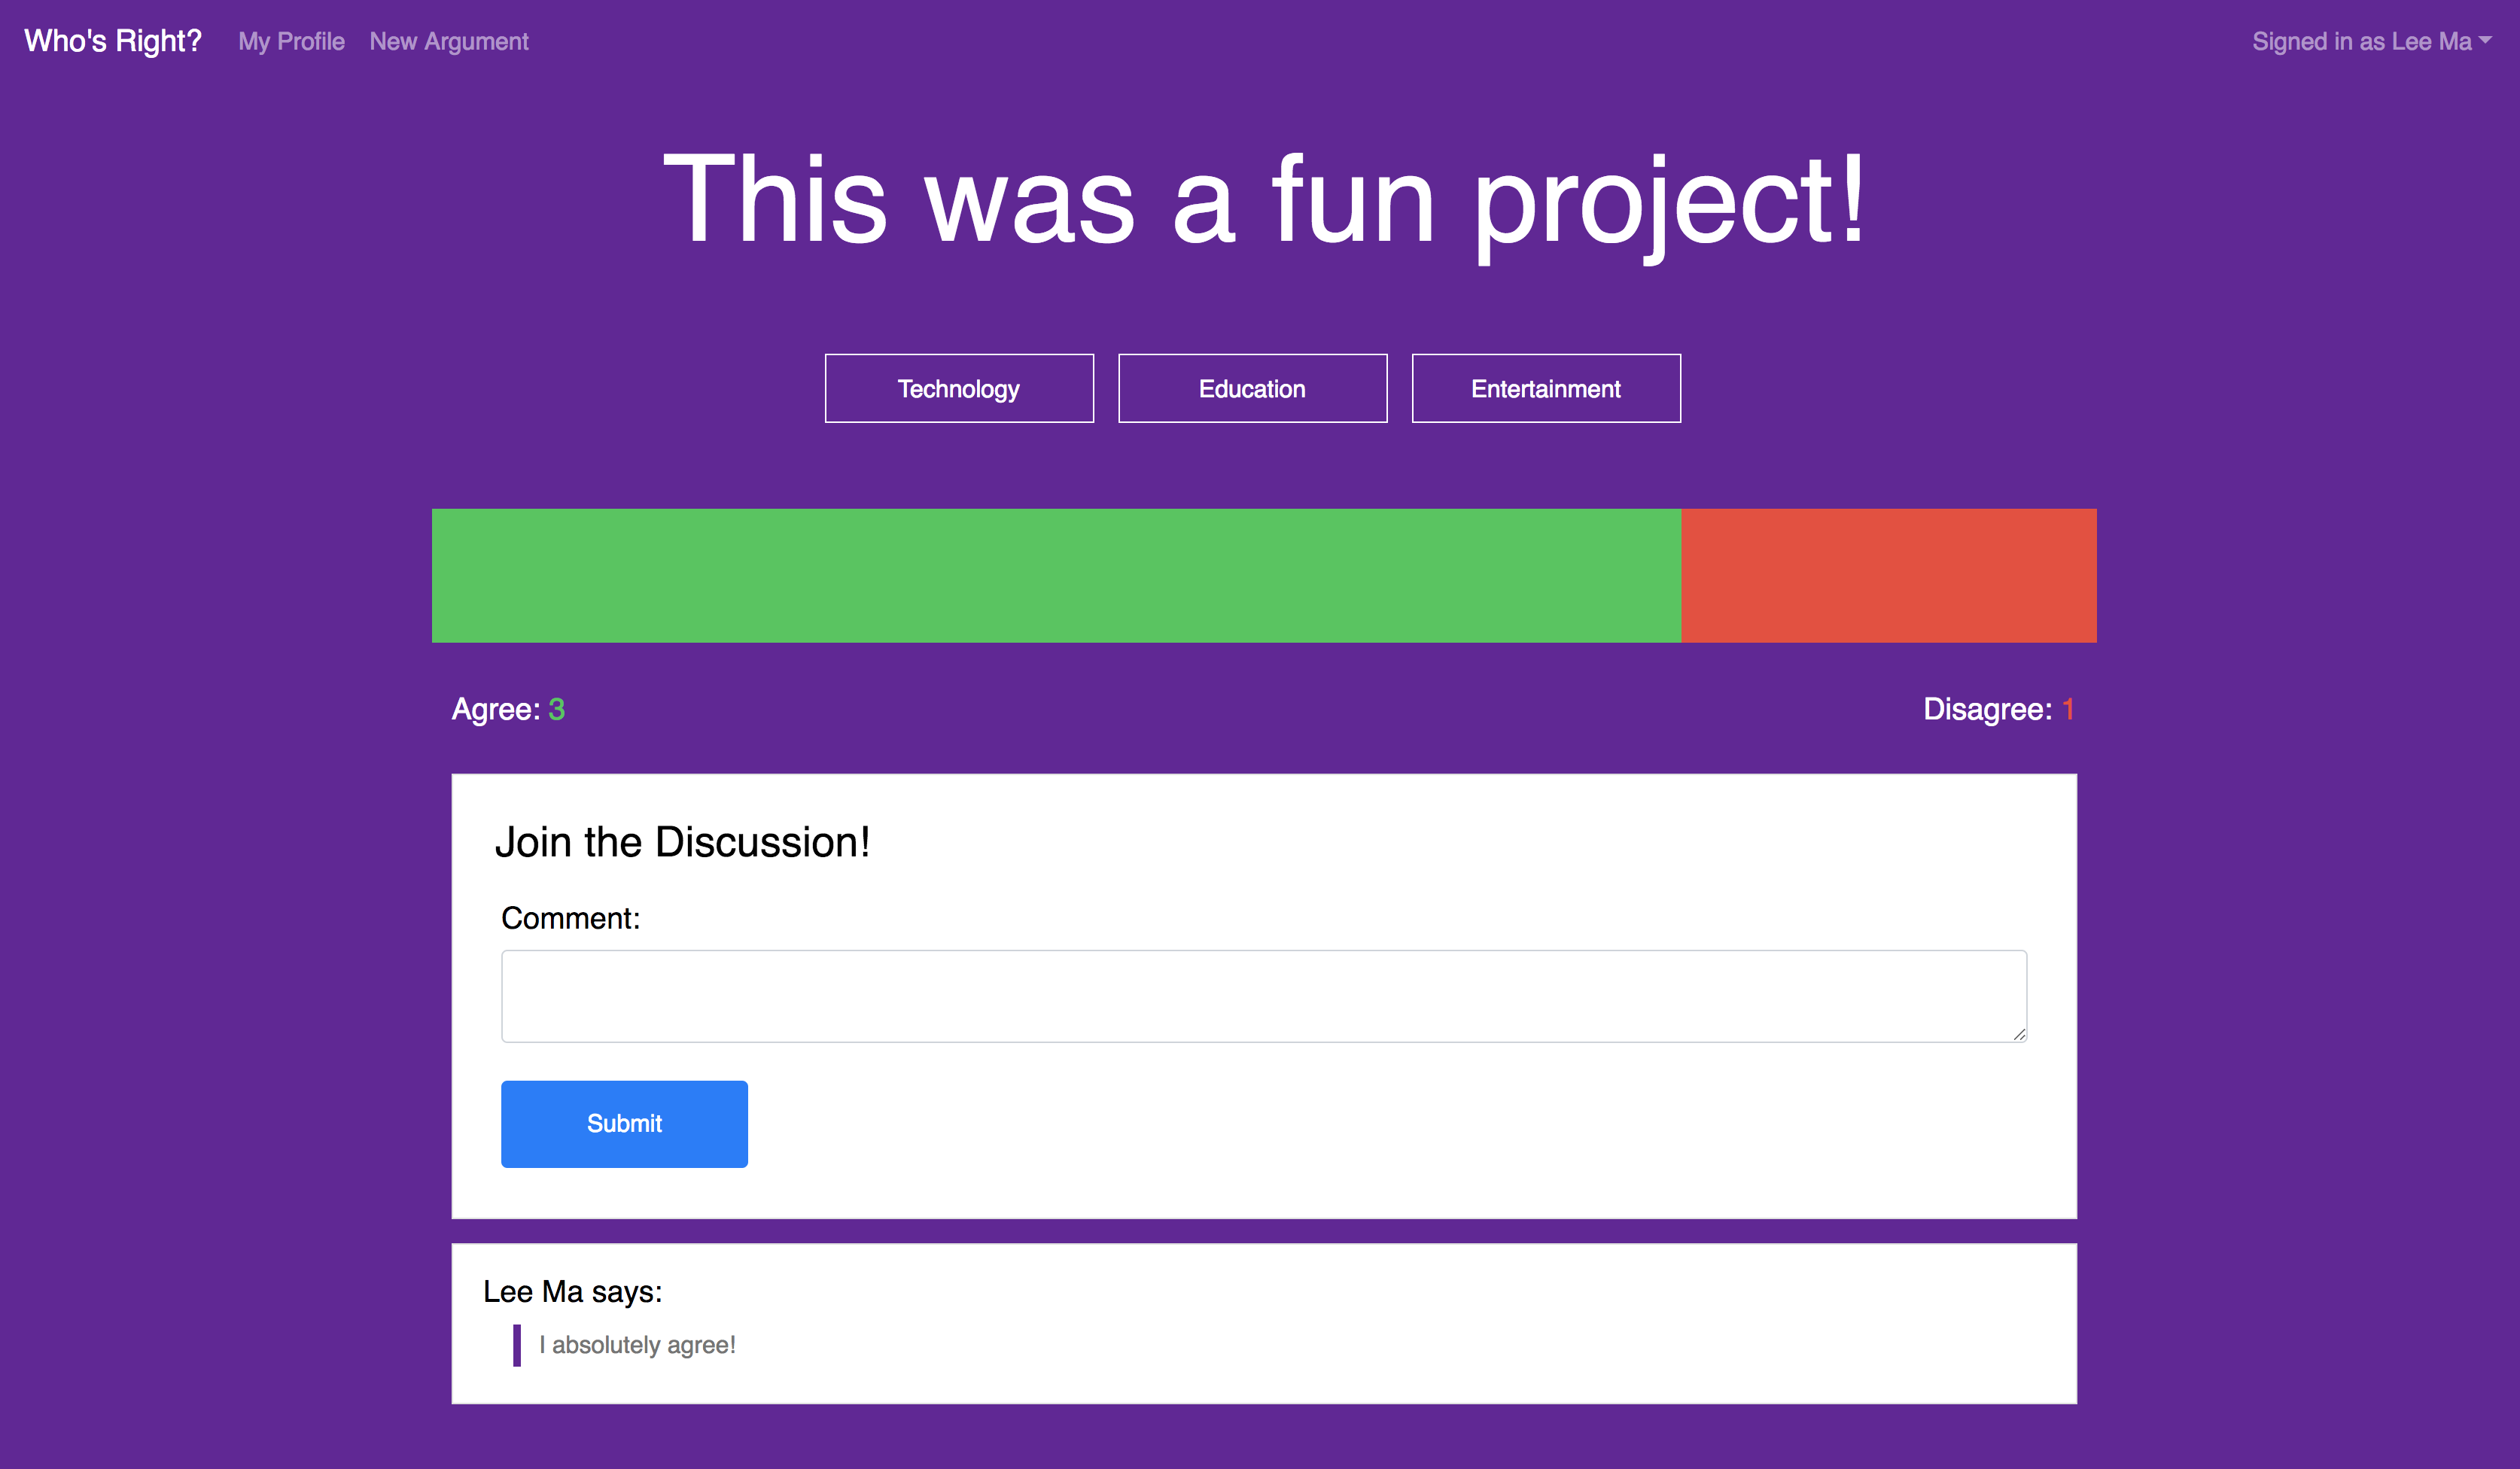 Who's Right? My Profile New Argument Signed in as Lee Ma
This was a fun project!
Technology Education Entertainment
Agree: 3 Disagree: 1
Join the Discussion!
Comment:
Submit
Lee Ma says:
I absolutely agree!